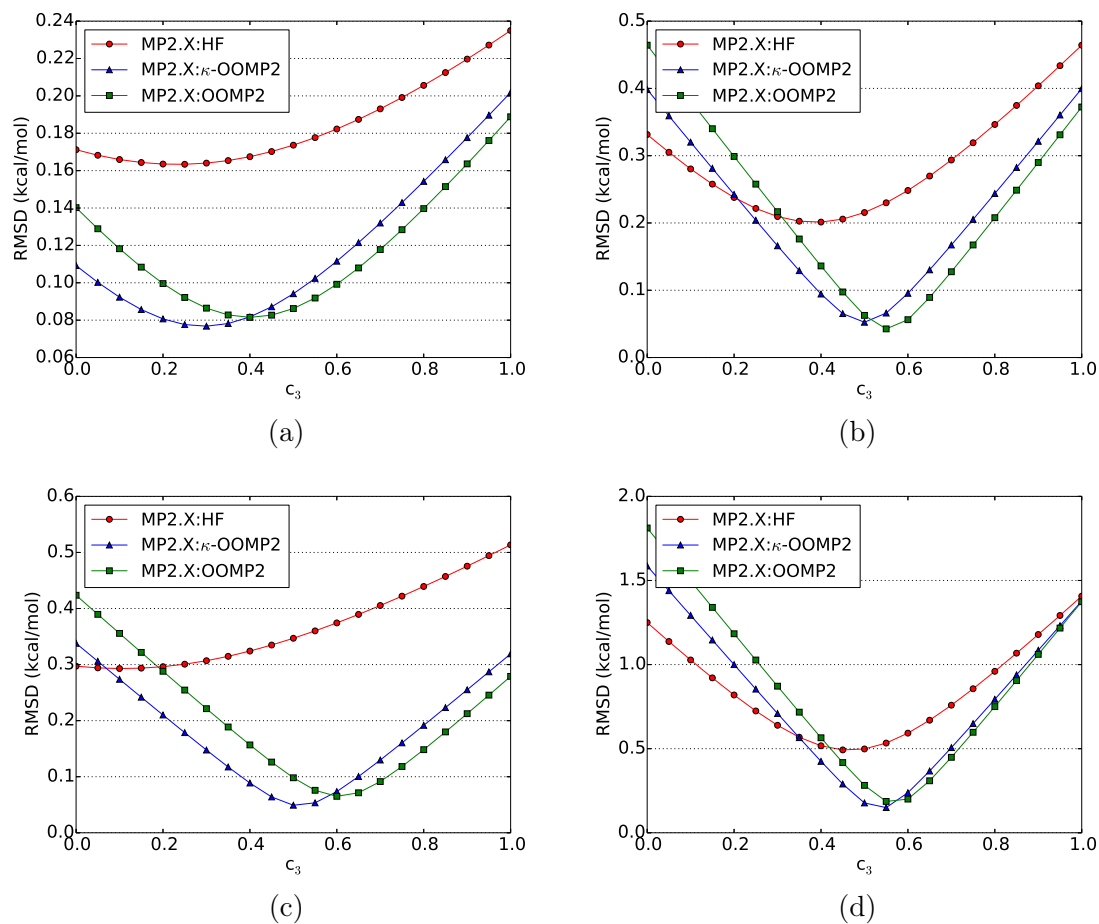 0.24
0.22
0.20
0.18
0.16
0.14
0.12
0.10
0.08
0.06
RMSD (kcal/mol)
MP2.X:HF
MP2.X:κ-OOMP2
MP2.X:OOMP2
0.0 0.2 0.4 0.6 0.8 1.0
c3
(a)
0.5
0.4
0.3
0.2
0.1
0.0
RMSD (kcal/mol)
MP2.X:HF
MP2.X:κ-OOMP2
MP2.X:OOMP2
0.0 0.2 0.4 0.6 0.8 1.0
c3
(b)
0.6
0.5
0.4
0.3
0.2
0.1
0.0
RMSD (kcal/mol)
MP2.X:HF
MP2.X:κ-OOMP2
MP2.X:OOMP2
0.0 0.2 0.4 0.6 0.8 1.0
c3
(c)
2.0
1.5
1.0
0.5
0.0
RMSD (kcal/mol)
MP2.X:HF
MP2.X:κ-OOMP2
MP2.X:OOMP2
0.0 0.2 0.4 0.6 0.8 1.0
c3
(d)